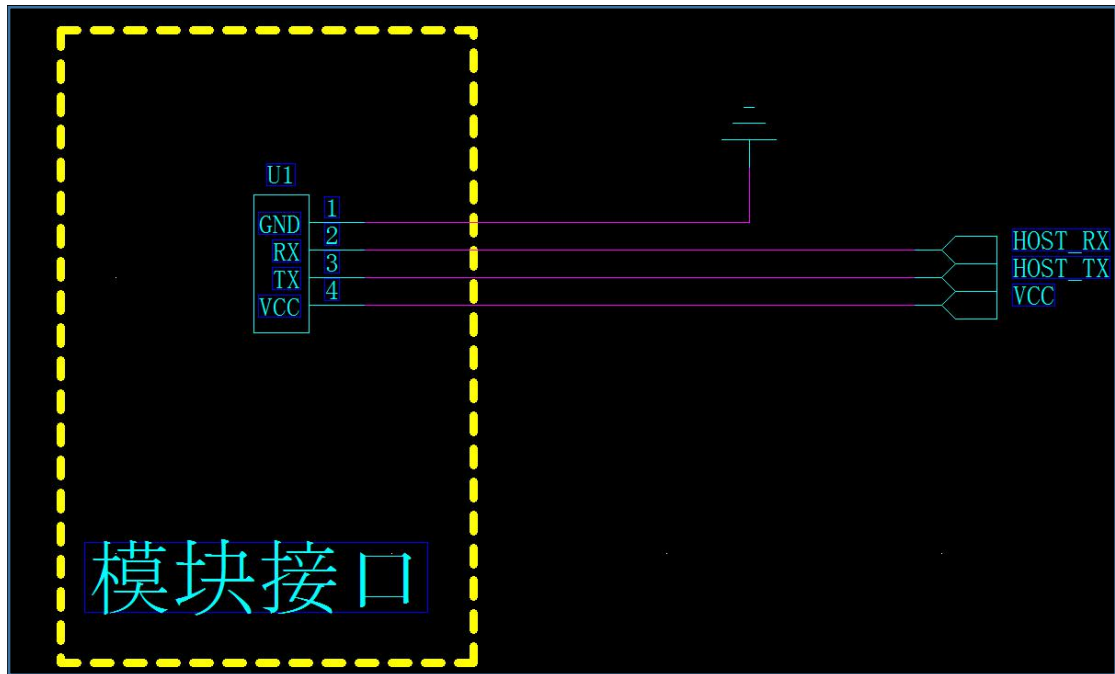 U1
GND 1
RX 2 HOST_RX
TX 3 HOST_TX
VCC 4 VCC
模块接口